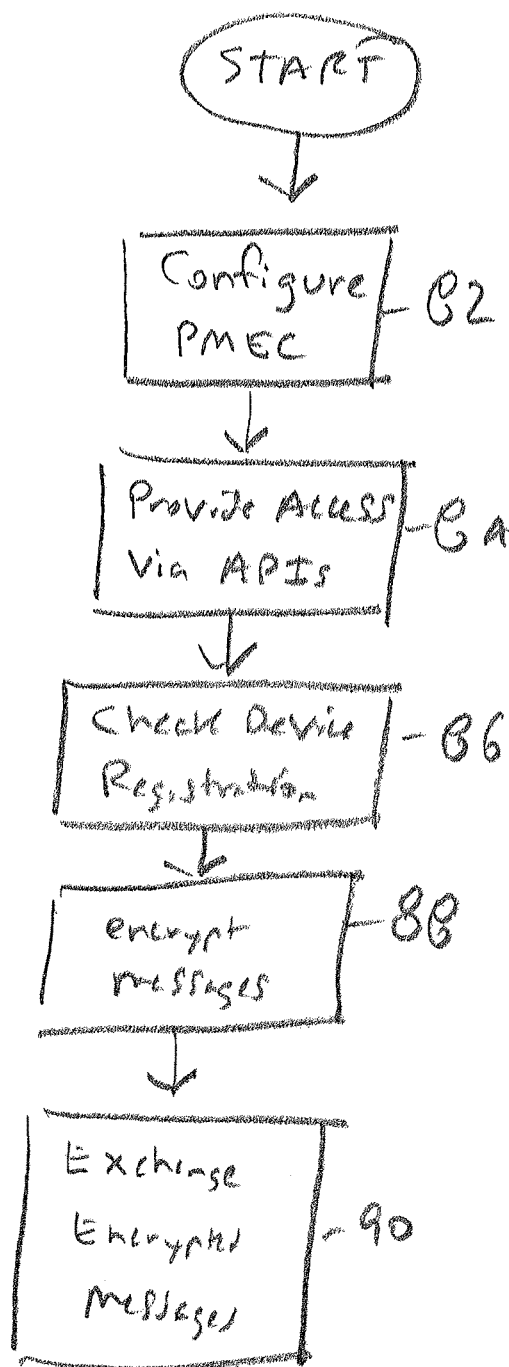 START
Configure
PMEC - 82
Provide Access
Via APIs - 84
Check Device - 86
Registration
encrypt - 88
messages
Exchange
Encrypted - 90
messages